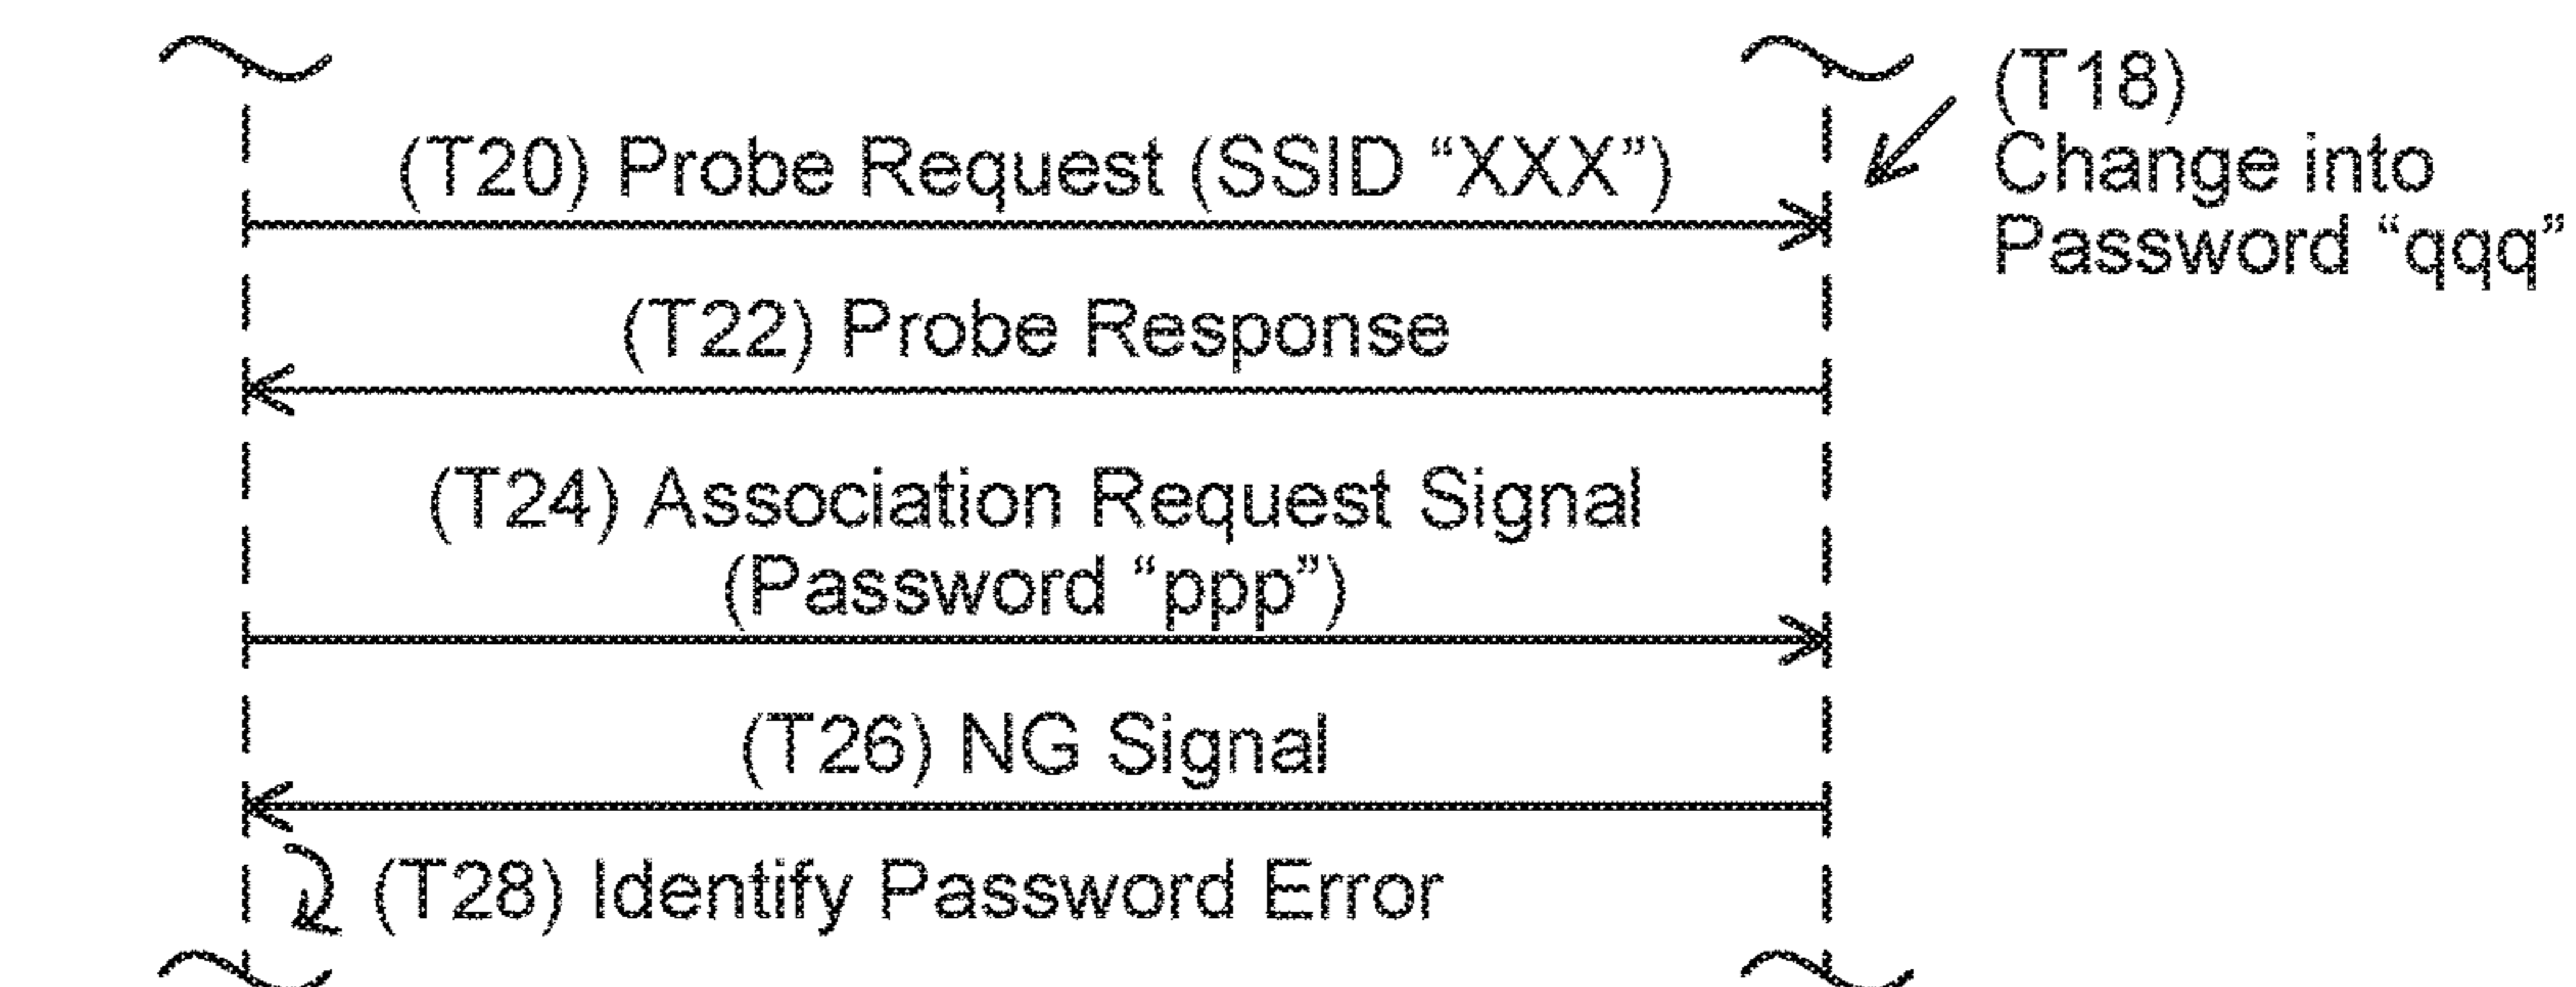 (T18)
Change into
Password “qqq”
(T20) Probe Request (SSID “XXX”)
(T22) Probe Response
(T24) Association Request Signal
(Password “ppp”)
(T26) NG Signal
(T28) Identify Password Error